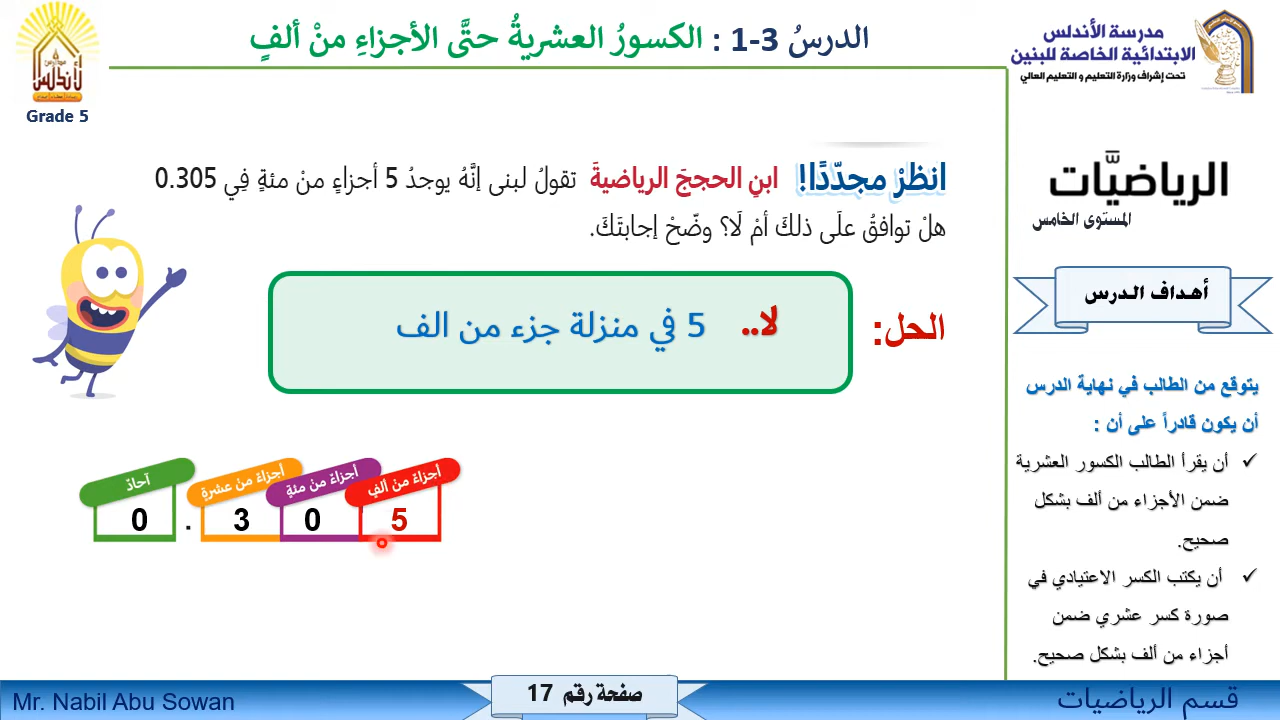 مدرسة الأندلس
الابتدائية الخاصة للبنين
تحت إشراف وزارة التعليم و التعليم العالي
الدرسُ 3-1 : الكسورُ العشريةُ حتَّى الأجزاءِ منْ ألفٍ
Grade 5
الرياضيَّات
المستوى الخامس
أهداف الدرس
يتوقع من الطالب في نهاية الدرس
أن يكون قادراً على أن :
✓ أن يقرأ الطالب الكسور العشرية
ضمن الأجزاء من ألف بشكل
صحيح.
✓ أن يكتب الكسر الاعتيادي في
صورة كسر عشري ضمن
أجزاء من ألف بشكل صحيح.
انظرْ مجدّدًا! ابنِ الحججَ الرياضيةَ تقولُ لبنى إنَّهُ يوجدُ 5 أجزاءٍ منْ مئةٍ فِي 0.305
هلْ توافقُ علَى ذلكَ أمْ لَا؟ وضّحْ إجابتَكَ.
الحل:
لا.. 5 في منزلة جزء من الف
آحادٌ أجزاءٌ منْ عشرةٍ أجزاءٌ من مئةٍ أجزاءٌ من ألفٍ
0 . 3 0 5
قسم الرياضيات
صفحة رقم 17
Mr. Nabil Abu Sowan